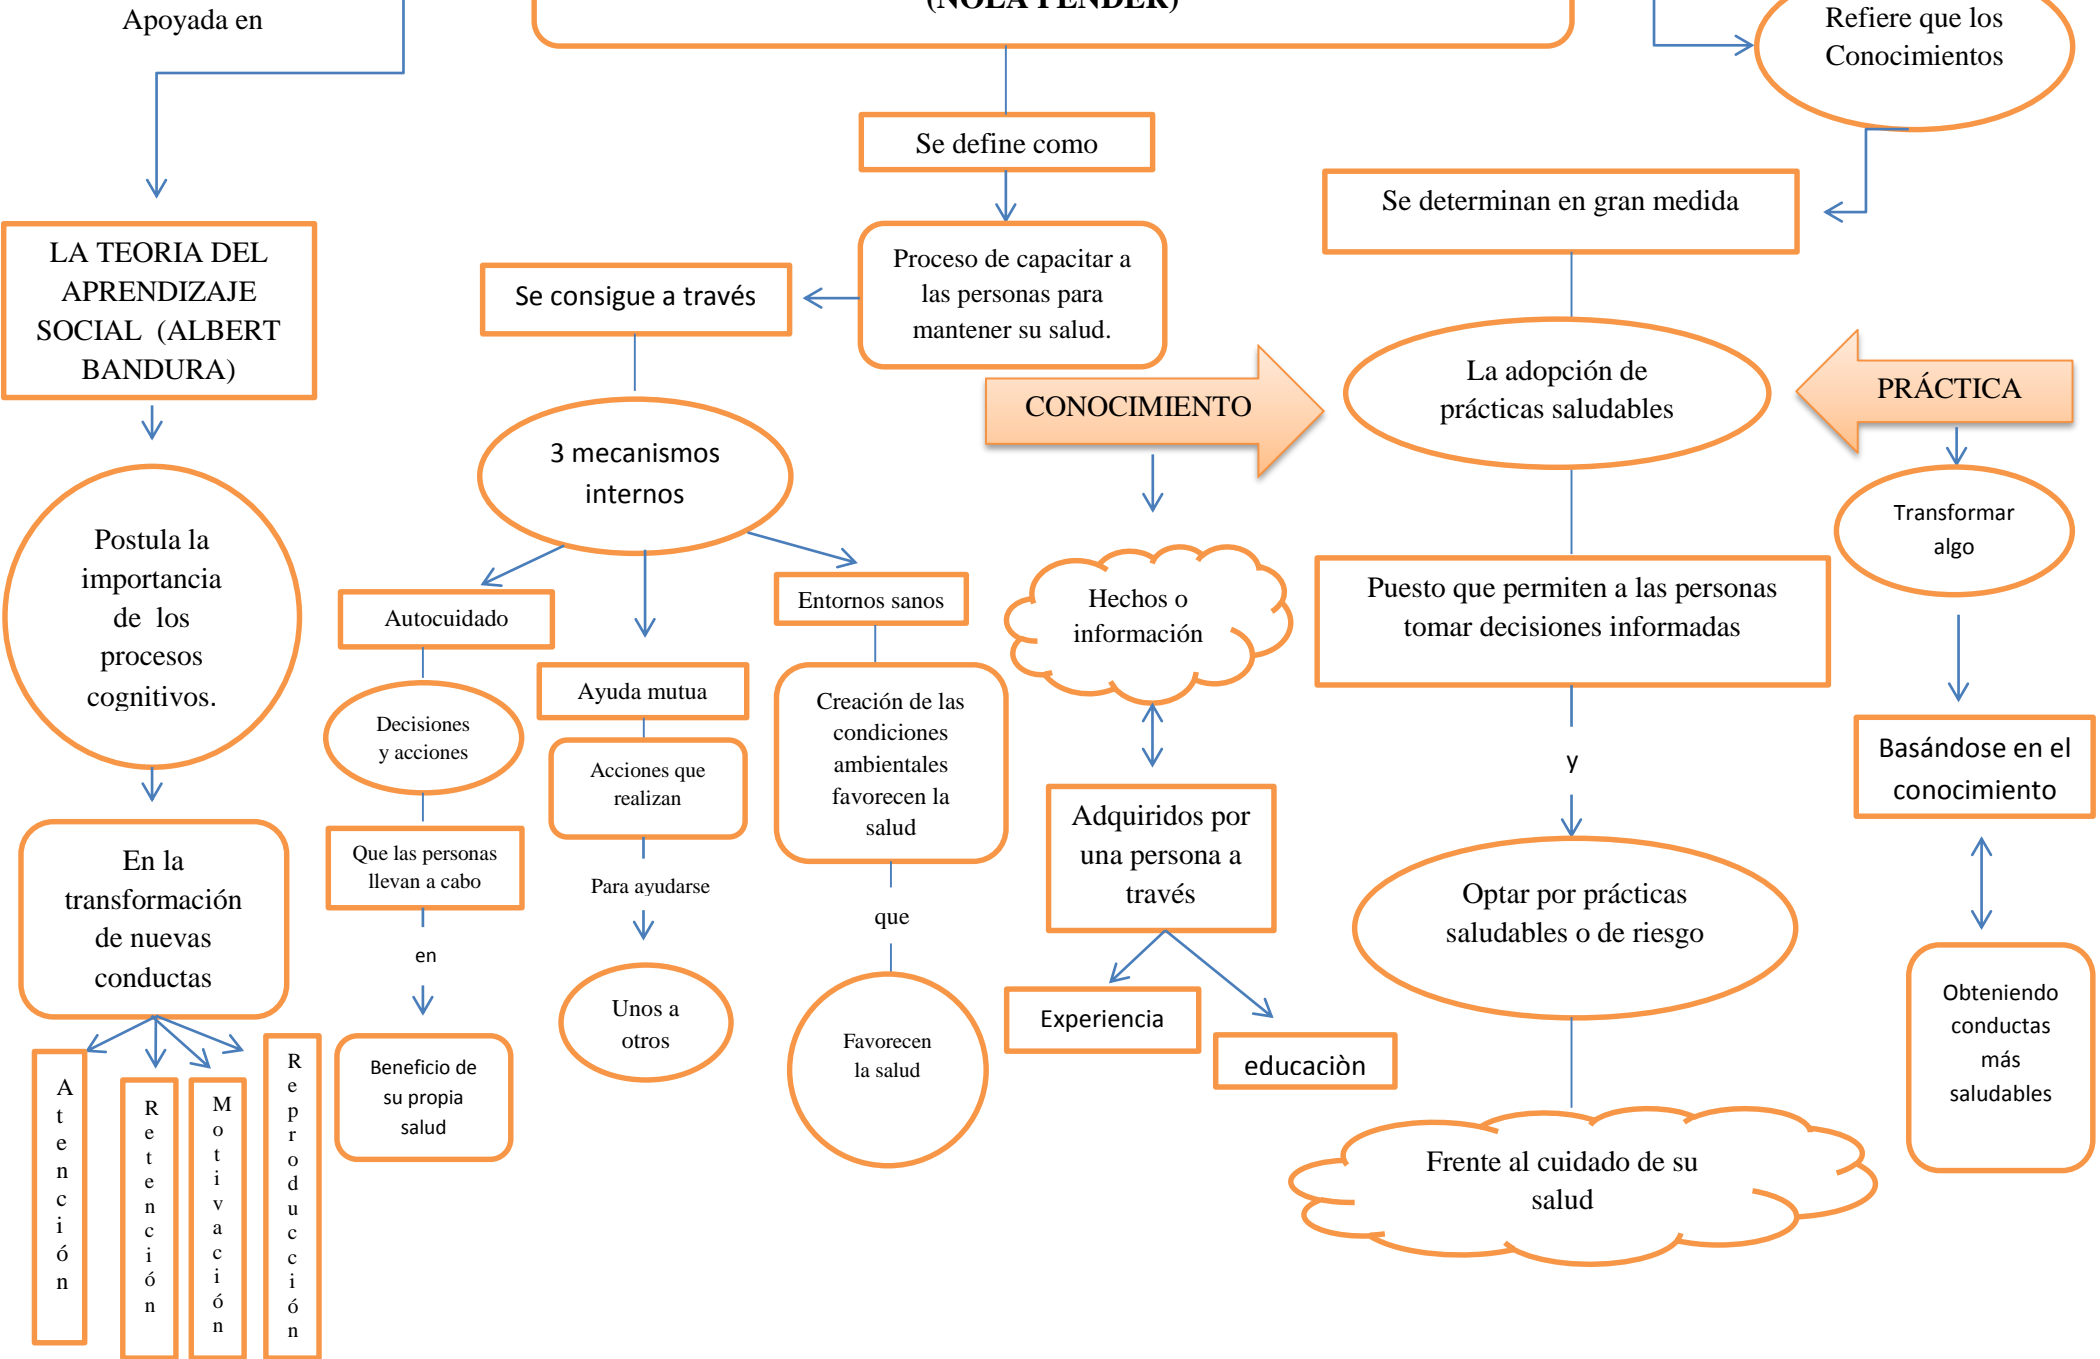 (NOLA PENDER)
Apoyada en
Refiere que los
Conocimientos
Se define como
Se determinan en gran medida
LA TEORIA DEL
APRENDIZAJE
SOCIAL (ALBERT
BANDURA)
Se consigue a través
Proceso de capacitar a
las personas para
mantener su salud.
CONOCIMIENTO
La adopción de
prácticas saludables
PRÁCTICA
3 mecanismos
internos
Postula la
importancia
de los
procesos
cognitivos.
Transformar
algo
Hechos o
información
Puesto que permiten a las personas
tomar decisiones informadas
Autocuidado
Entornos sanos
Ayuda mutua
Decisiones
y acciones
Acciones que
realizan
Creación de las
condiciones
ambientales
favorecen la
salud
y
Basándose en el
conocimiento
Adquiridos por
una persona a
través
En la
transformación
de nuevas
conductas
Que las personas
llevan a cabo
Para ayudarse
que
en
Optar por prácticas
saludables o de riesgo
Unos a
otros
Favorecen
la salud
Experiencia
educaciòn
Obteniendo
conductas
más
saludables
Atención
Retención
Motivación
Reproducción
Beneficio de
su propia
salud
Frente al cuidado de su
salud